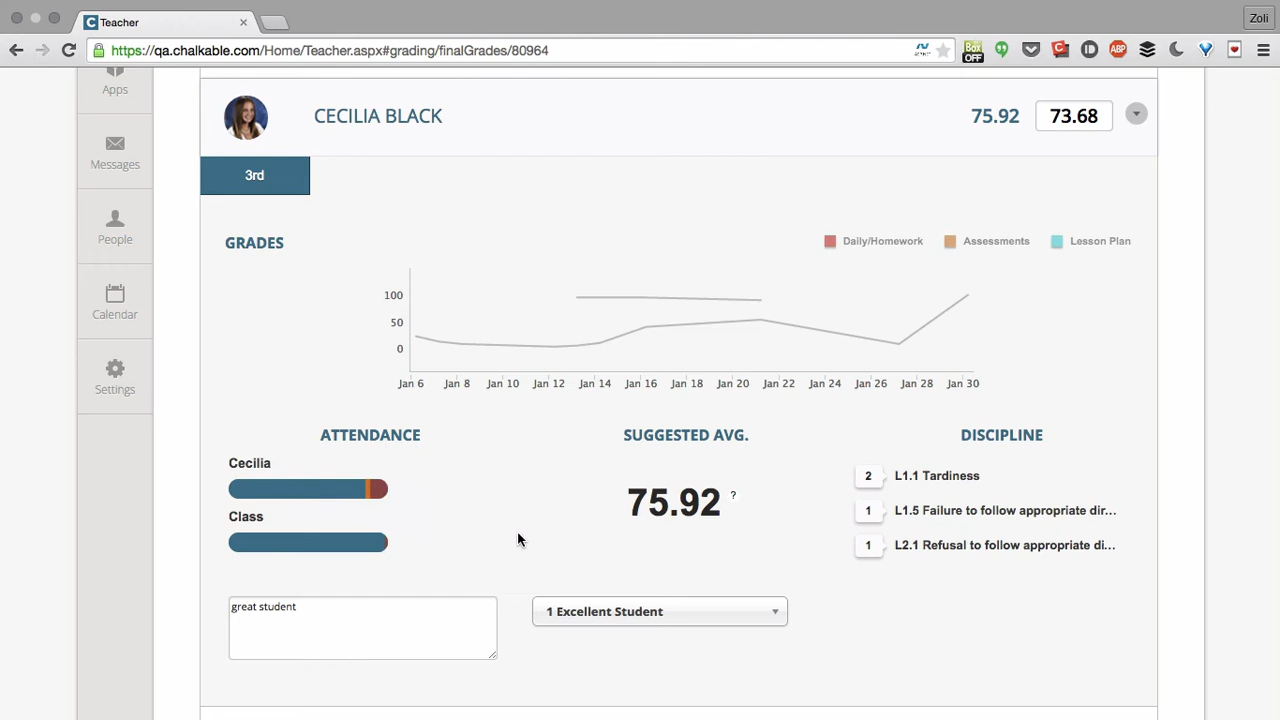 Teacher
Zoli
https://qa.chalkable.com/Home/Teacher.aspx#grading/finalGrades/80964
Box
OFF
ABP
Apps
Messages
People
Calendar
Settings
CECILIA BLACK
75.92
73.68
3rd
GRADES
Daily/Homework
Assessments
Lesson Plan
100
50
0
Jan 6
Jan 8
Jan 10
Jan 12
Jan 14
Jan 16
Jan 18
Jan 20
Jan 22
Jan 24
Jan 26
Jan 28
Jan 30
ATTENDANCE
Cecilia
Class
SUGGESTED AVG.
75.92 ?
DISCIPLINE
2 L1.1 Tardiness
1 L1.5 Failure to follow appropriate dir...
1 L2.1 Refusal to follow appropriate di...
great student
1 Excellent Student